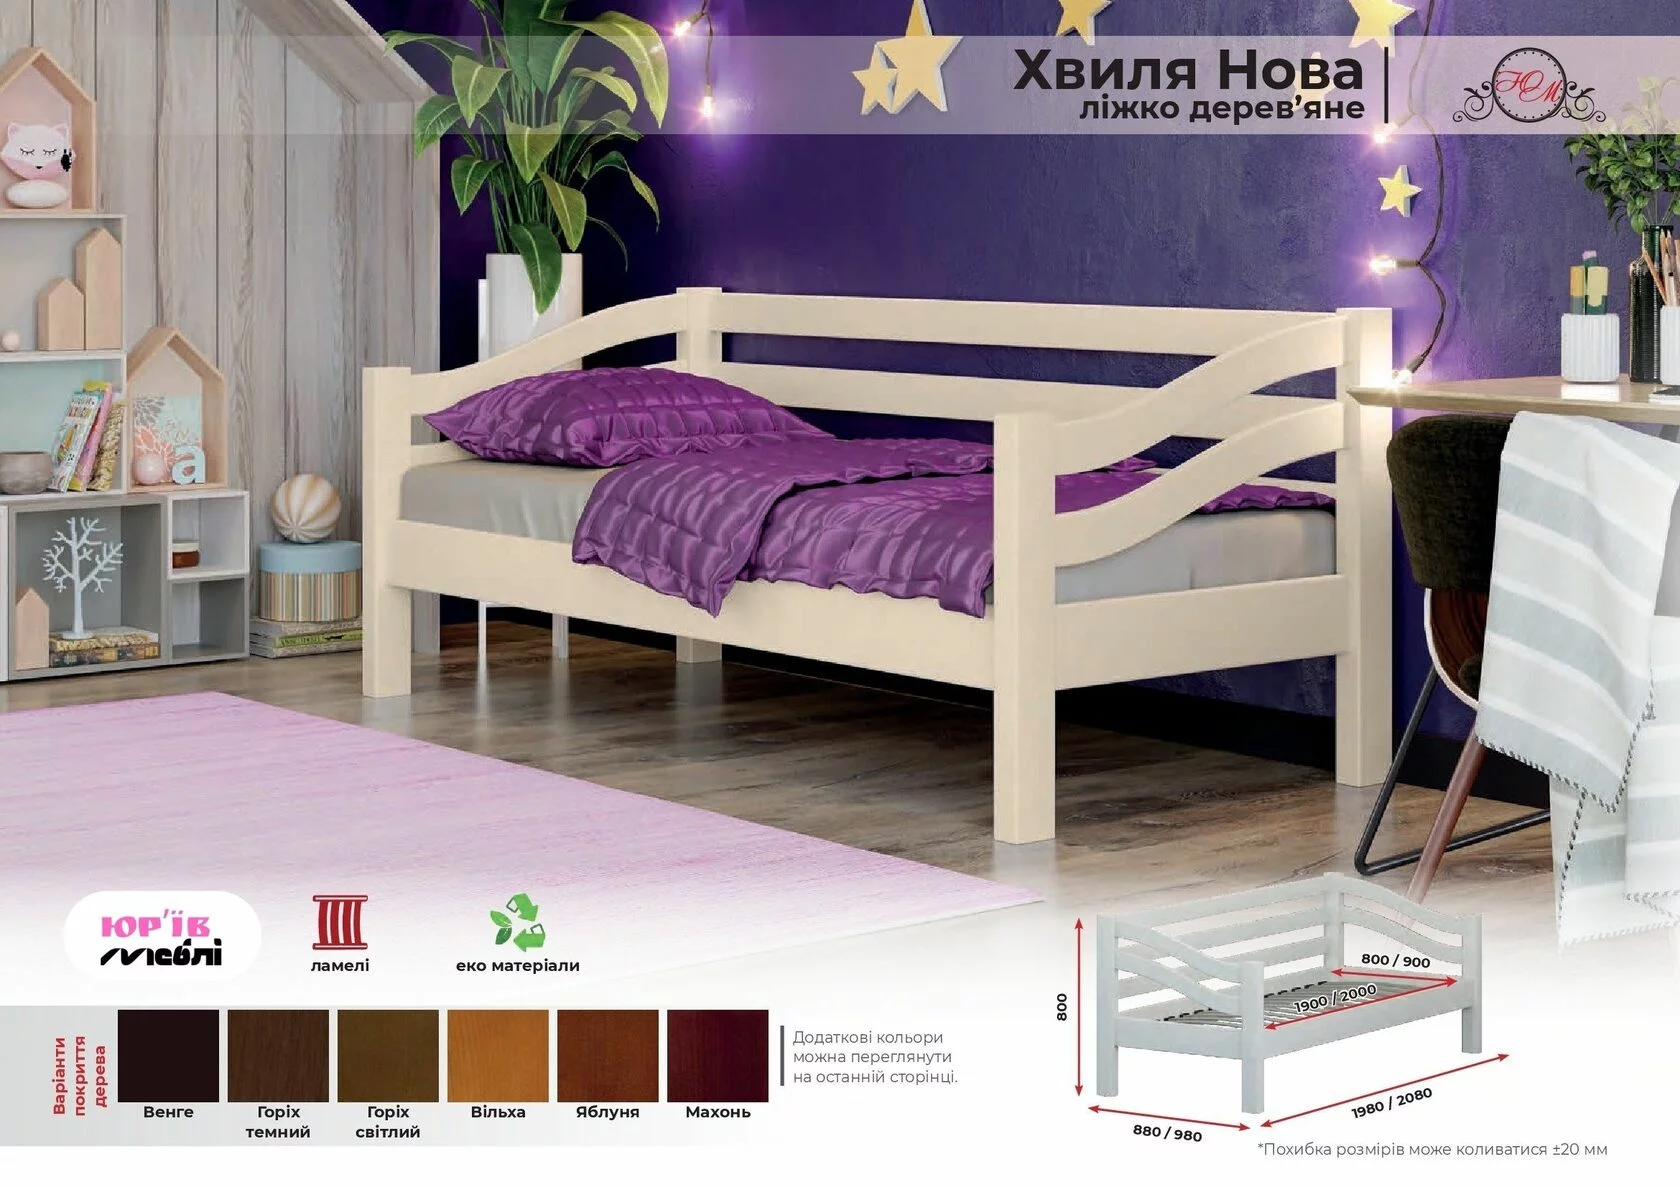 Хвиля Нова
ліжко дерев’яне
ЮМ
a
ЮР’ЇВ
меблі
ламелі
еко матеріали
Варіанти
покриття
дерева
Венге
Горіх
темний
Горіх
світлий
Вільха
Яблуня
Махонь
Додаткові кольори
можна переглянути
на останній сторінці.
800
800 / 900
1900 / 2000
880 / 980
1980 / 2080
*Похибка розмірів може коливатися ±20 мм